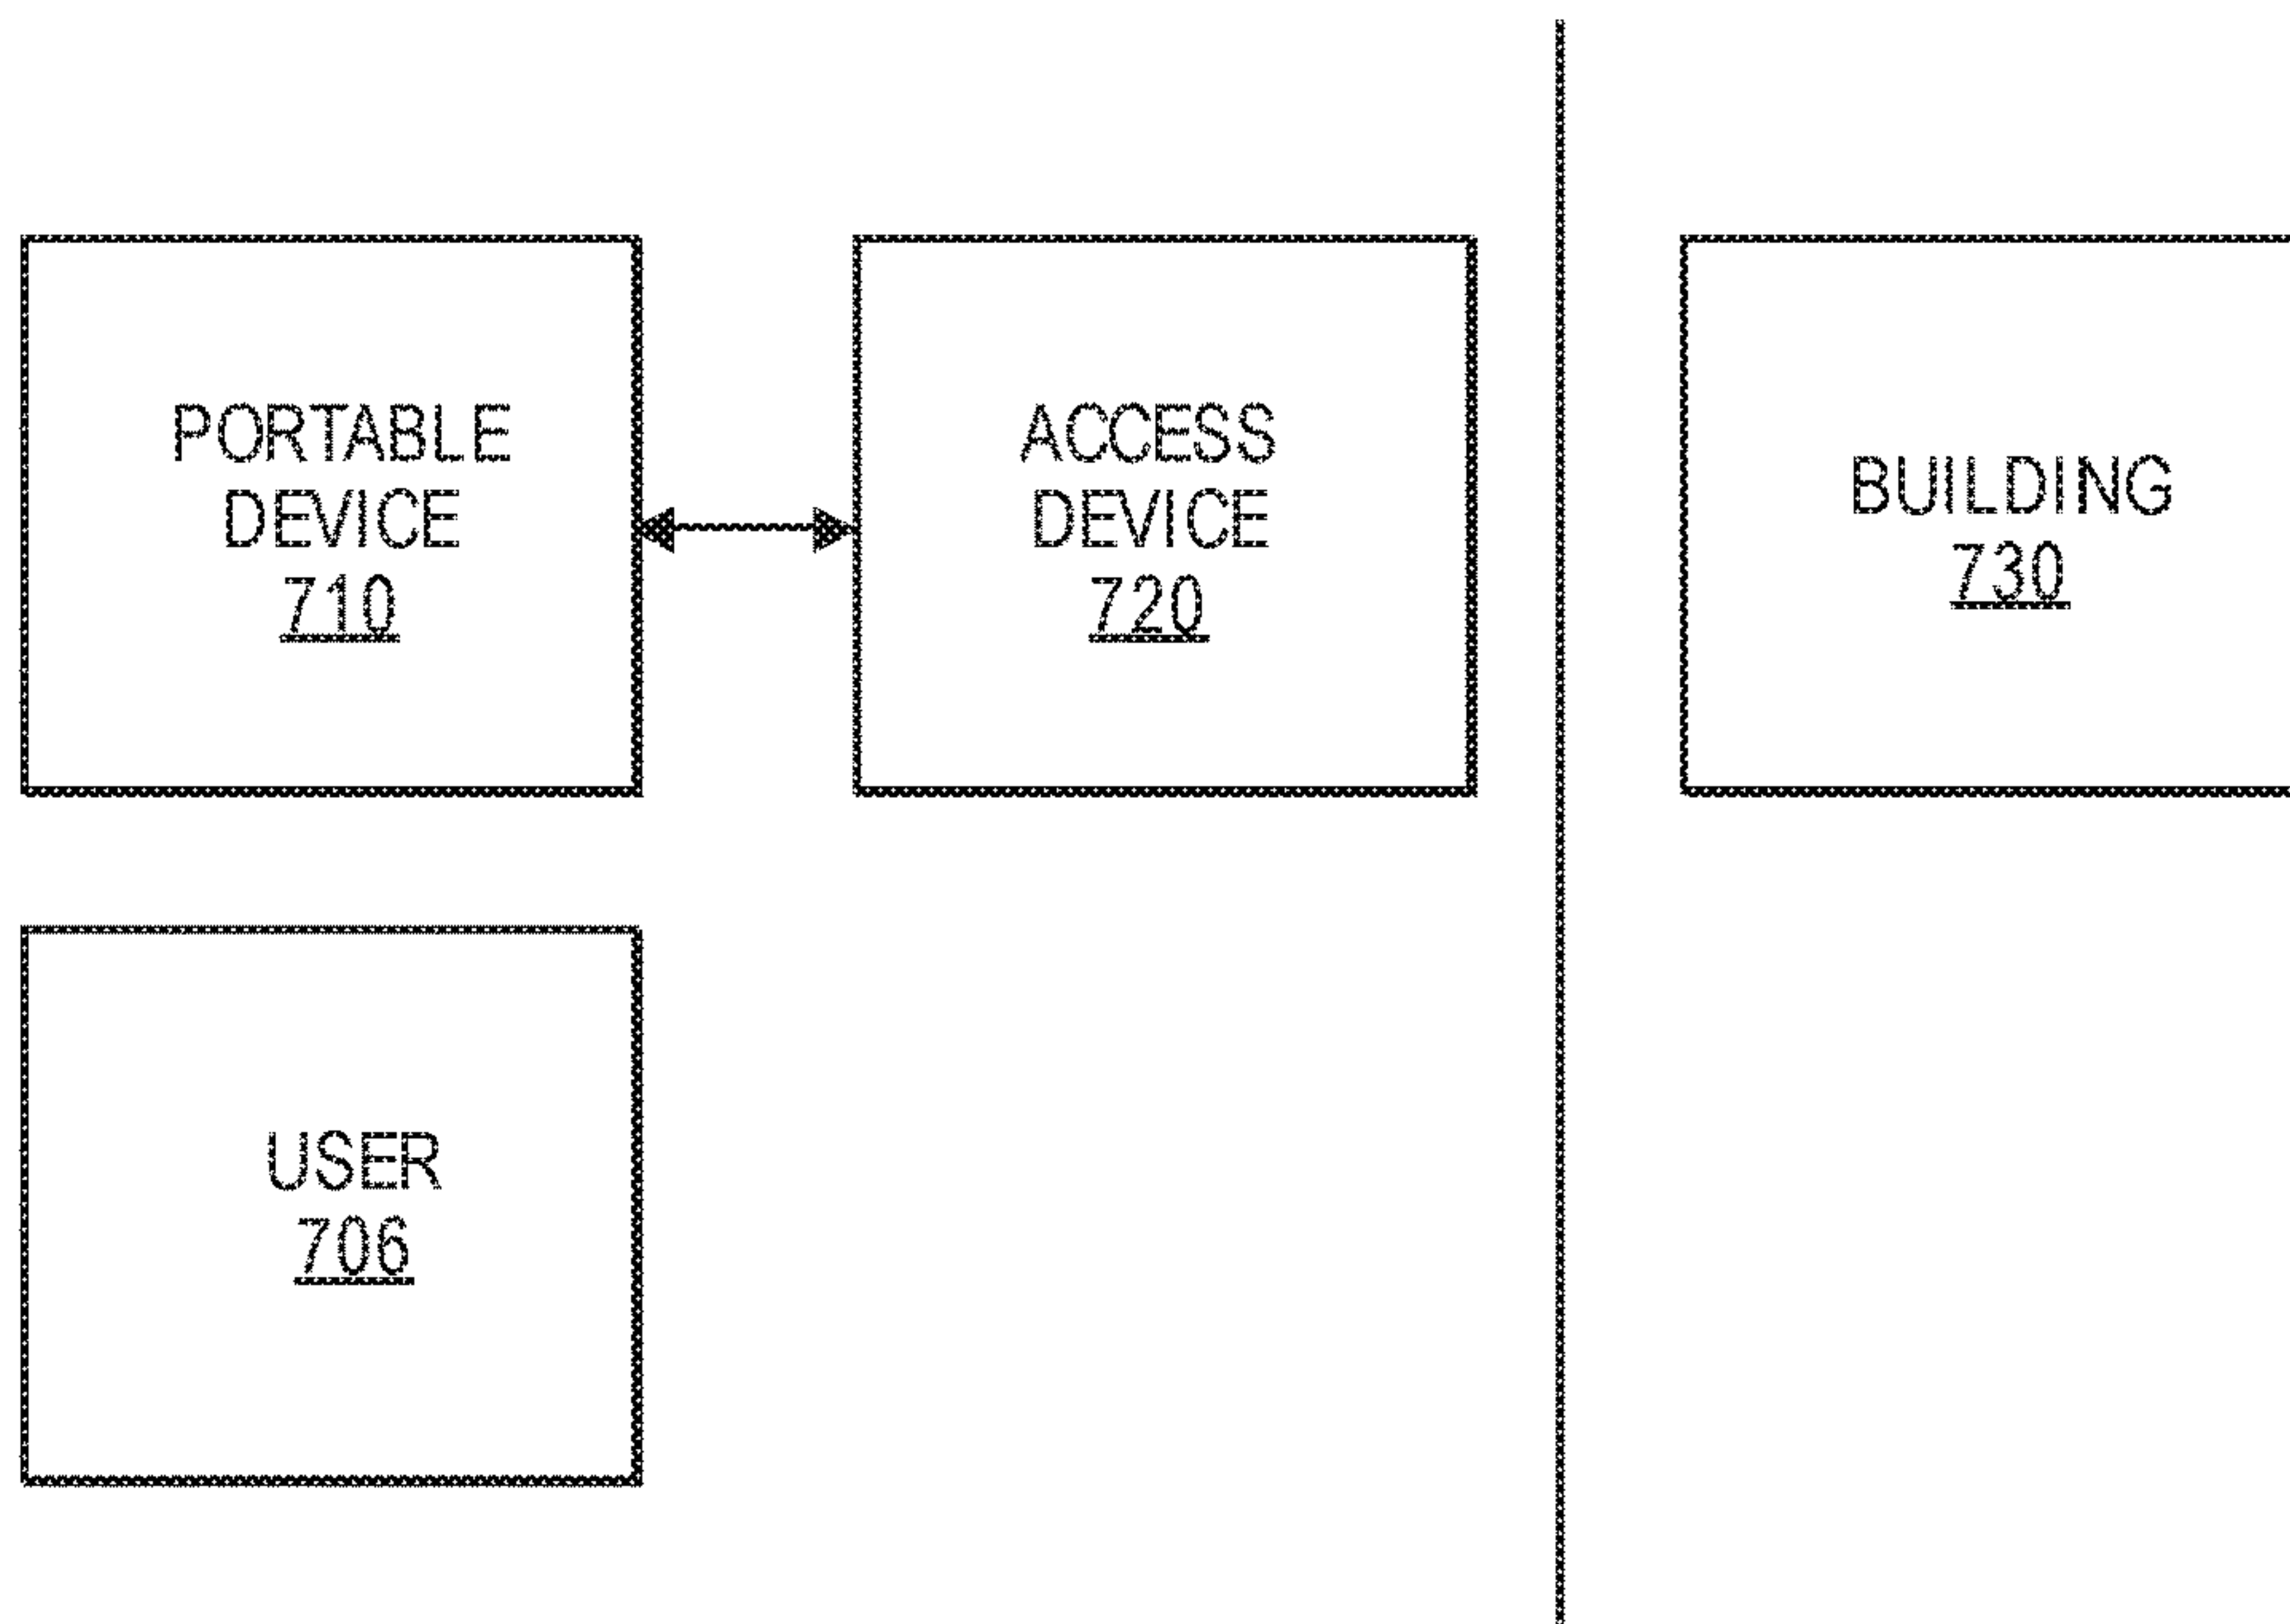 PORTABLE
DEVICE
710
ACCESS
DEVICE
720
BUILDING
730
USER
706